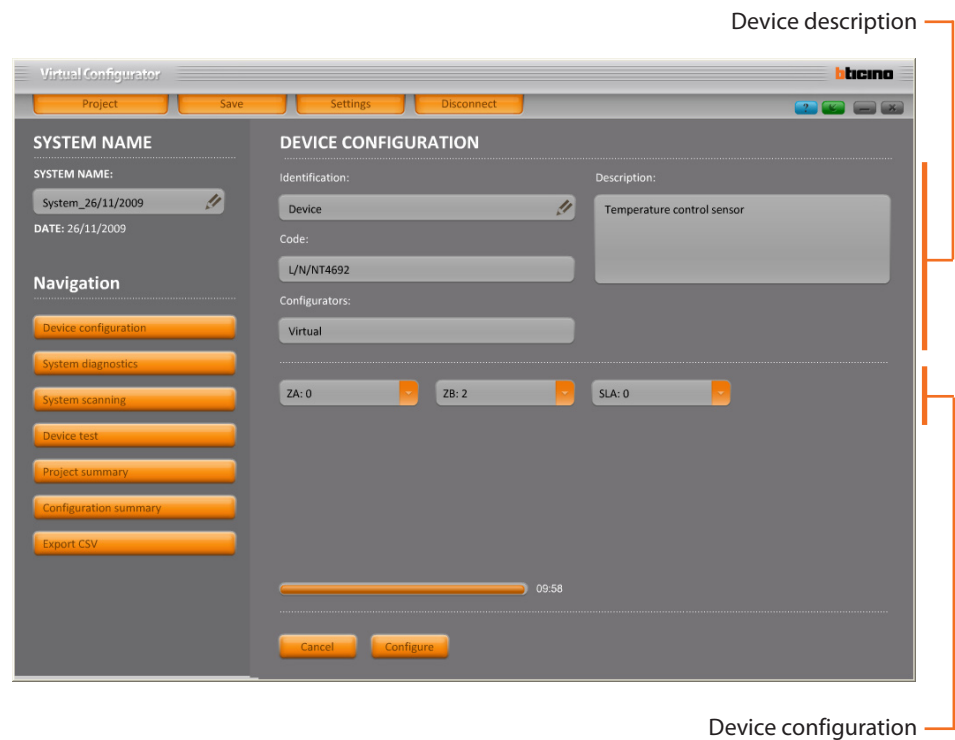 Device description
Virtual Configurator
bticino
Project
Save
Settings
Disconnect
?
SYSTEM NAME
SYSTEM NAME:
System_26/11/2009
DATE: 26/11/2009
Navigation
Device configuration
System diagnostics
System scanning
Device test
Project summary
Configuration summary
Export CSV
DEVICE CONFIGURATION
Identification:
Device
Code:
L/N/NT4692
Configurators:
Virtual
Description:
Temperature control sensor
ZA: 0
ZB: 2
SLA: 0
09:58
Cancel
Configure
Device configuration